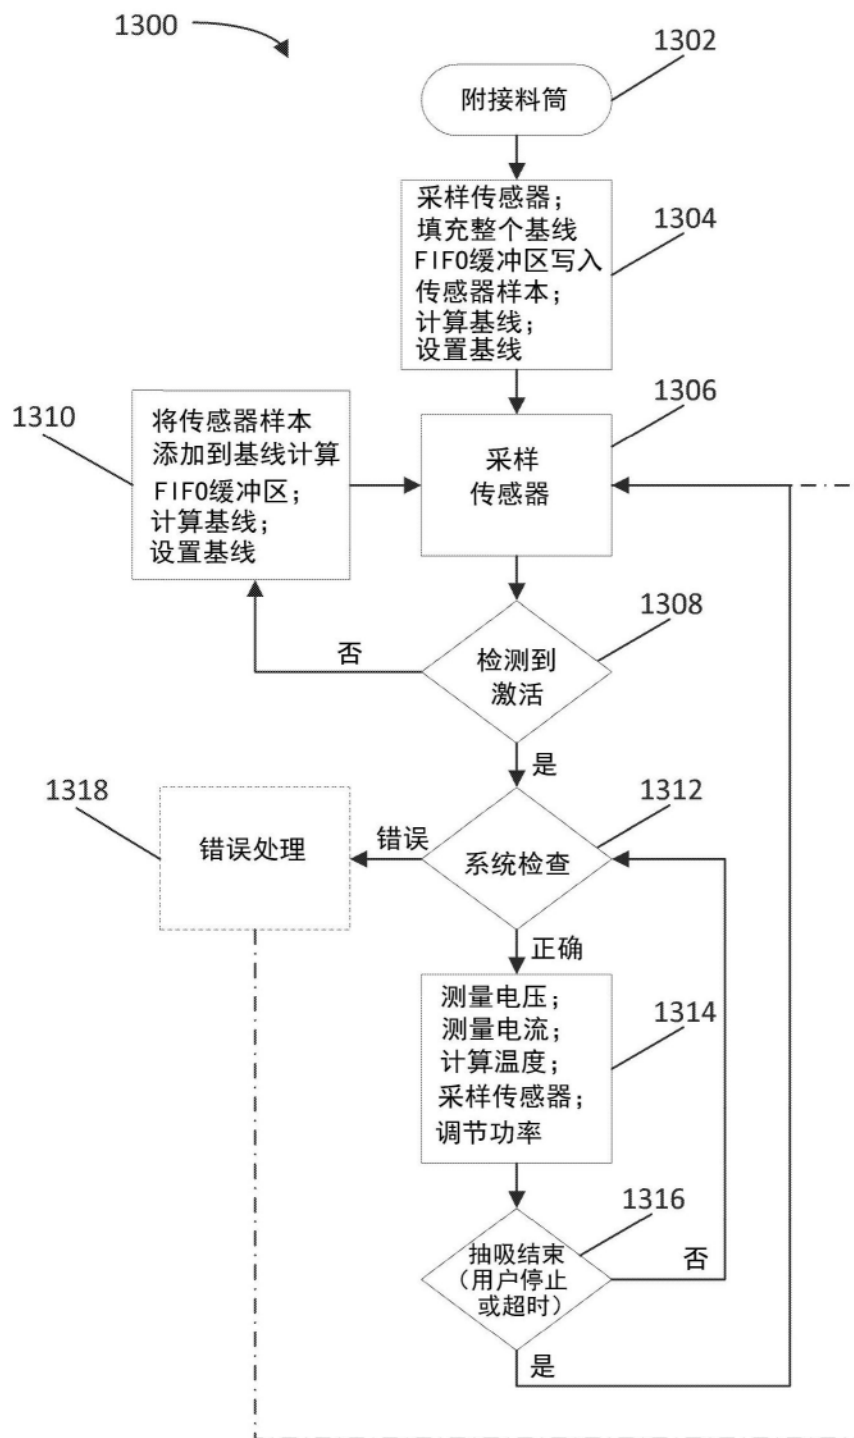 1300
1302
附接料筒
采样传感器；
填充整个基线
FIFO缓冲区写入
传感器样本；
计算基线；
设置基线
1304
1306
采样
传感器
1310
将传感器样本
添加到基线计算
FIFO缓冲区；
计算基线；
设置基线
1308
检测到
激活
否
是
1312
系统检查
错误
1318
错误处理
正确
测量电压；
测量电流；
计算温度；
采样传感器；
调节功率
1314
1316
抽吸结束
（用户停止
或超时）
否
是